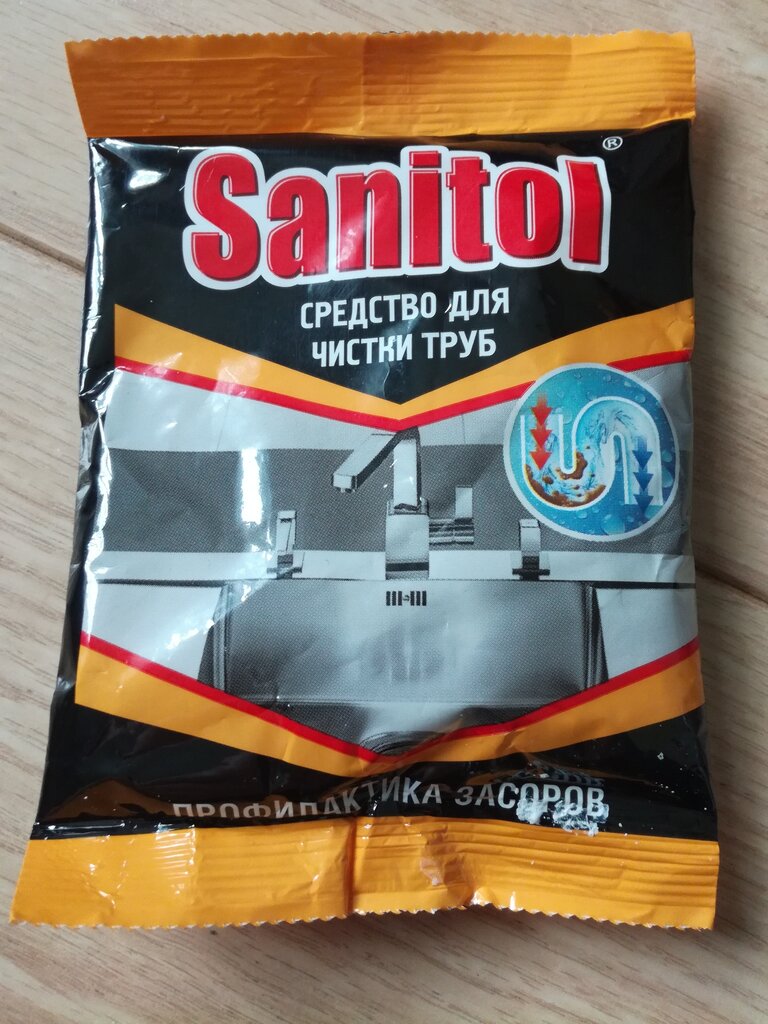 Sanitol®
СРЕДСТВО ДЛЯ
ЧИСТКИ ТРУБ
ПРОФИЛАКТИКА ЗАСОРОВ